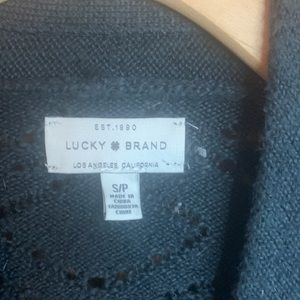 EST. 1990
LUCKY BRAND
LOS ANGELES, CALIFORNIA
S/P
MADE IN
CHINA